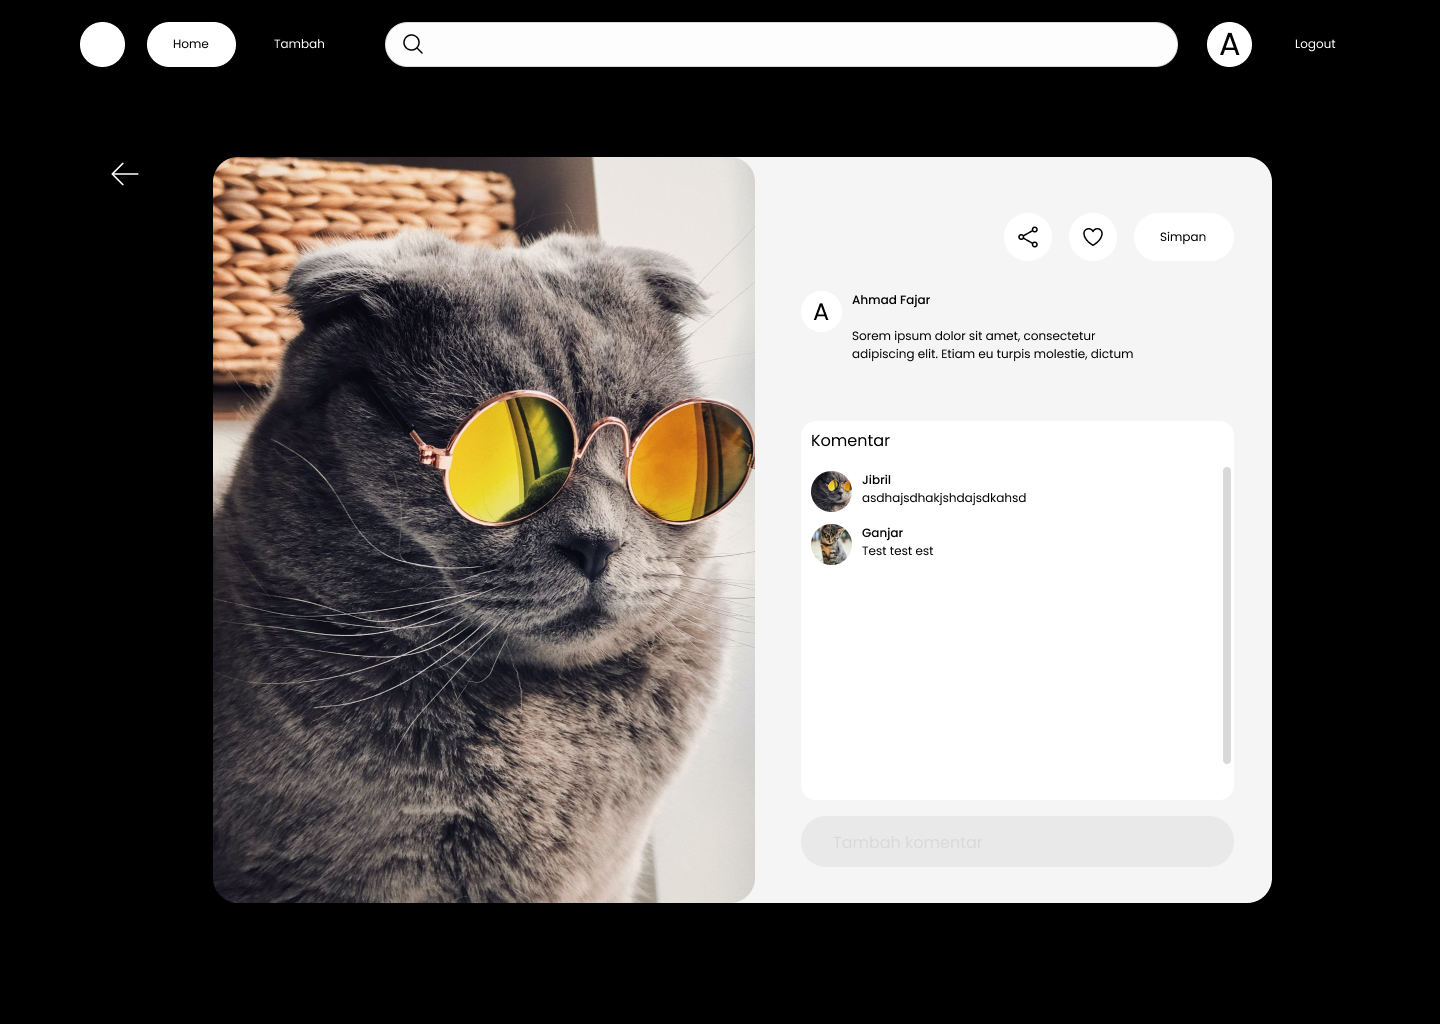 Home
Tambah
A
Logout
Simpan
A
Ahmad Fajar
Sorem ipsum dolor sit amet, consectetur
adipiscing elit. Etiam eu turpis molestie, dictum
Komentar
Jibril
asdhajsdhakjshdajsdkahsd
Ganjar
Test test est
Tambah komentar